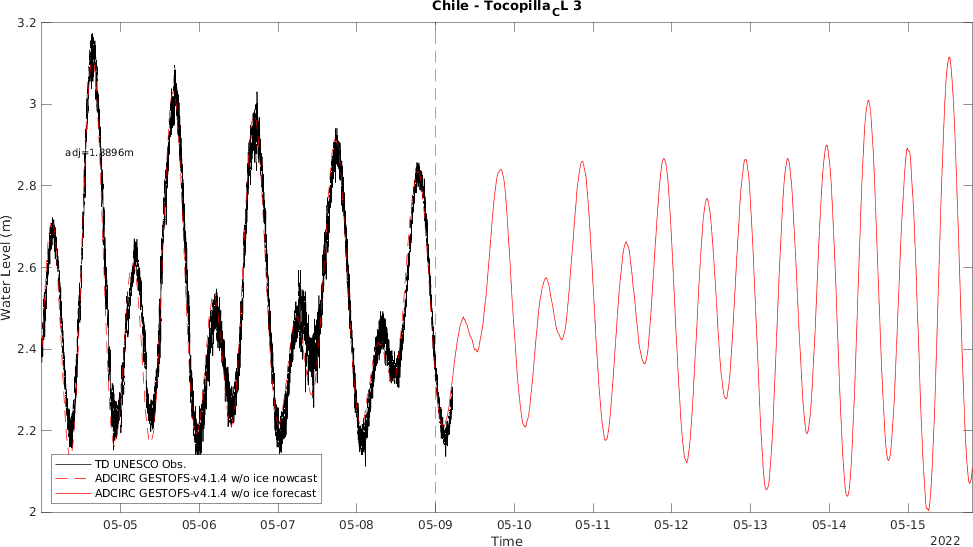 Chile - Tocopilla_CL 3
3.2
3
2.8
2.6
2.4
2.2
2
Water Level (m)
adj=1.8896m
TD UNESCO Obs.
ADCIRC GESTOFS-v4.1.4 w/o ice nowcast
ADCIRC GESTOFS-v4.1.4 w/o ice forecast
05-05 05-06 05-07 05-08 05-09 05-10 05-11 05-12 05-13 05-14 05-15
Time
2022